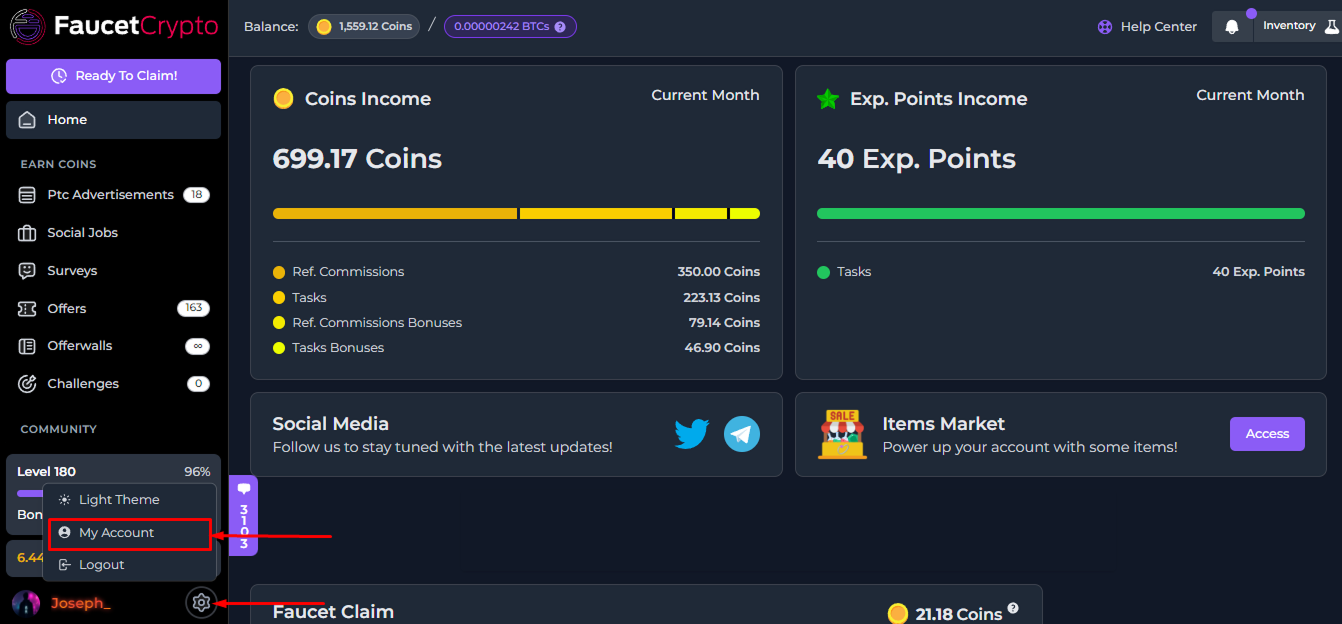 FaucetCrypto
Ready To Claim!
Home
EARN COINS
Ptc Advertisements 18
Social Jobs
Surveys
Offers 163
Offerwalls ∞
Challenges 0
COMMUNITY
Level 180 96%
Light Theme
Bon
My Account
6.44
Logout
Joseph_
Balance: 1,559.12 Coins / 0.00000242 BTCs ?
Help Center
Inventory
Coins Income Current Month
699.17 Coins
Ref. Commissions 350.00 Coins
Tasks 223.13 Coins
Ref. Commissions Bonuses 79.14 Coins
Tasks Bonuses 46.90 Coins
Exp. Points Income Current Month
40 Exp. Points
Tasks 40 Exp. Points
Social Media
Follow us to stay tuned with the latest updates!
SALE
Items Market
Power up your account with some items!
Access
3103
Faucet Claim 21.18 Coins ?